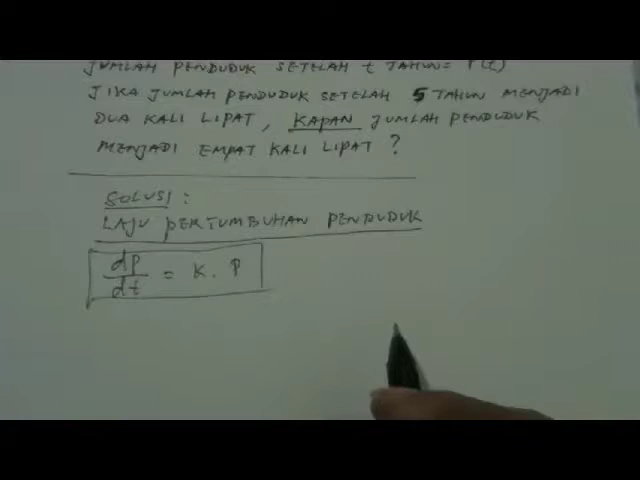 JUMLAH PENDUDUK SETELAH t TAHUN = P(t)
JIKA JUMLAH PENDUDUK SETELAH 5 TAHUN MENJADI
DUA KALI LIPAT, KAPAN JUMLAH PENDUDUK
MENJADI EMPAT KALI LIPAT ?
SOLUSI :
LAJU PERTUMBUHAN PENDUDUK
dP/dt = K . P